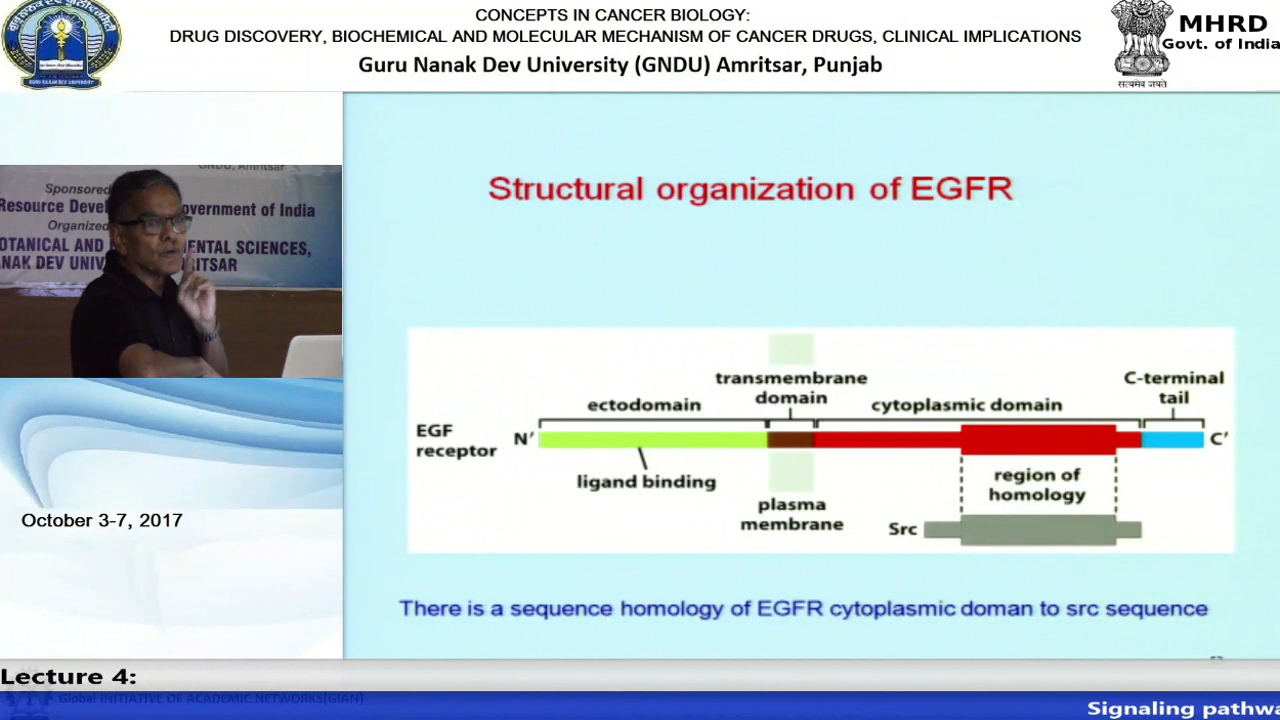 CONCEPTS IN CANCER BIOLOGY:
DRUG DISCOVERY, BIOCHEMICAL AND MOLECULAR MECHANISM OF CANCER DRUGS, CLINICAL IMPLICATIONS
Guru Nanak Dev University (GNDU) Amritsar, Punjab
MHRD
Govt. of India
सत्यमेव जयते
GNDU, Amritsar
Sponsored
Resource Devel overnment of India
Organized
OTANICAL AND ENTAL SCIENCES,
NAK DEV UNIV RITSAR
October 3-7, 2017
Structural organization of EGFR
transmembrane
domain
C-terminal
tail
ectodomain
cytoplasmic domain
EGF
receptor
N′
C′
ligand binding
region of
homology
plasma
membrane
Src
There is a sequence homology of EGFR cytoplasmic doman to src sequence
Lecture 4:
Global INITIATIVE OF ACADEMIC NETWORKS(GIAN)
Signaling pathwa